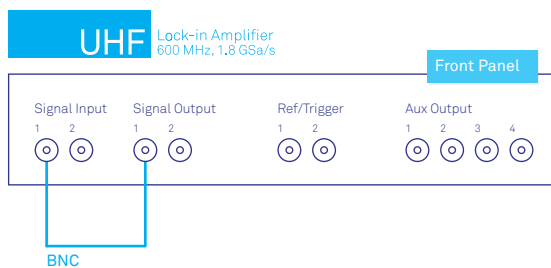 UHF Lock-in Amplifier
600 MHz, 1.8 GSa/s
Front Panel
Signal Input Signal Output Ref/Trigger Aux Output
1 2 1 2 1 2 1 2 3 4
BNC